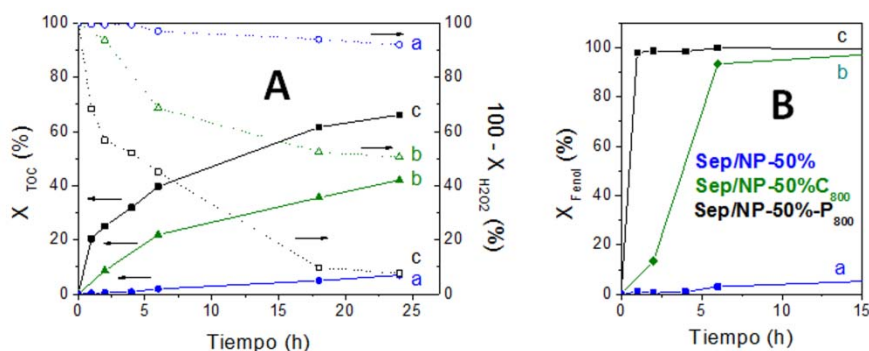 100
80
60
40
20
0
X TOC (%)
A
a
c
b
b
c
a
100
80
60
40
20
0
100 - X H2O2 (%)
0 5 10 15 20 25
Tiempo (h)
100
80
60
40
20
0
X Fenol (%)
c
b
B
Sep/NP-50%
Sep/NP-50%C800
Sep/NP-50%-P800
a
0 5 10 15
Tiempo (h)